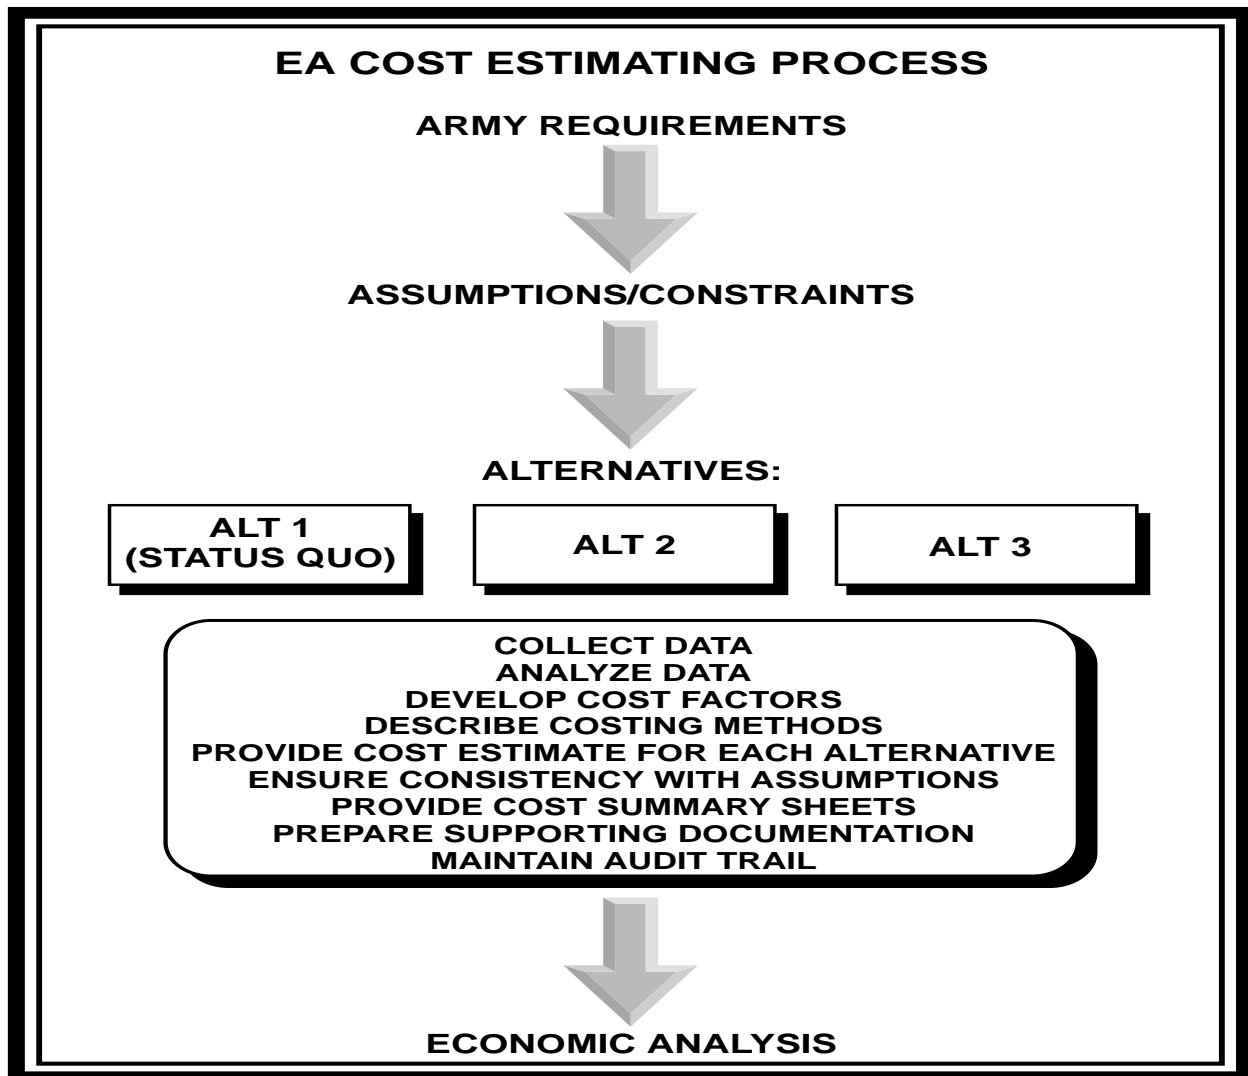 EA COST ESTIMATING PROCESS
ARMY REQUIREMENTS
ASSUMPTIONS/CONSTRAINTS
ALTERNATIVES:
ALT 1
(STATUS QUO)
ALT 2
ALT 3
COLLECT DATA
ANALYZE DATA
DEVELOP COST FACTORS
DESCRIBE COSTING METHODS
PROVIDE COST ESTIMATE FOR EACH ALTERNATIVE
ENSURE CONSISTENCY WITH ASSUMPTIONS
PROVIDE COST SUMMARY SHEETS
PREPARE SUPPORTING DOCUMENTATION
MAINTAIN AUDIT TRAIL
ECONOMIC ANALYSIS